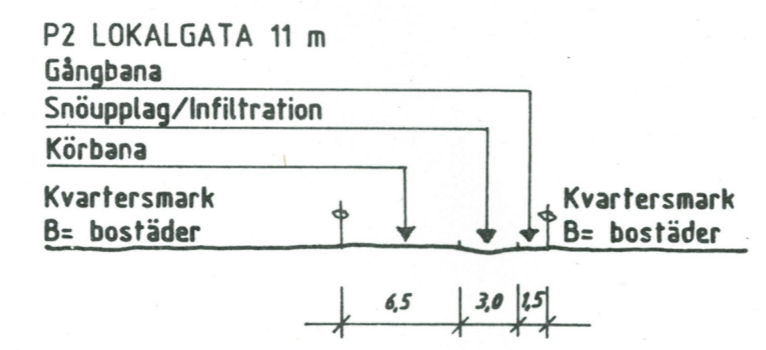 P2 LOKALGATA 11 m
Gångbana
Snöupplag/Infiltration
Körbana
Kvartersmark
B= bostäder
Kvartersmark
B= bostäder
6,5 3,0 1,5